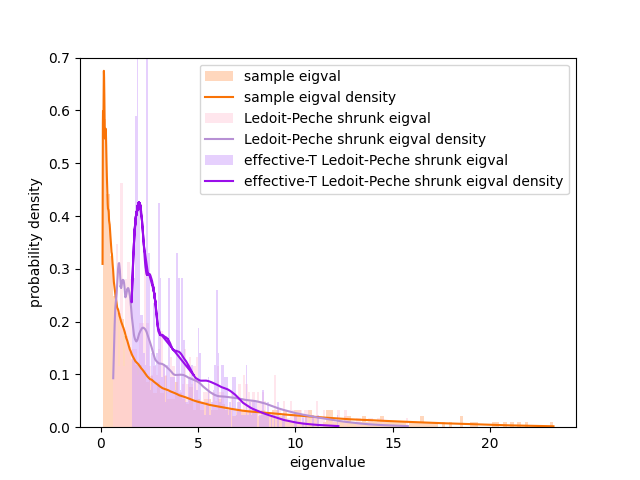 0.7
0.6
0.5
0.4
0.3
0.2
0.1
0.0
probability density
sample eigval
sample eigval density
Ledoit-Peche shrunk eigval
Ledoit-Peche shrunk eigval density
effective-T Ledoit-Peche shrunk eigval
effective-T Ledoit-Peche shrunk eigval density
0 5 10 15 20
eigenvalue